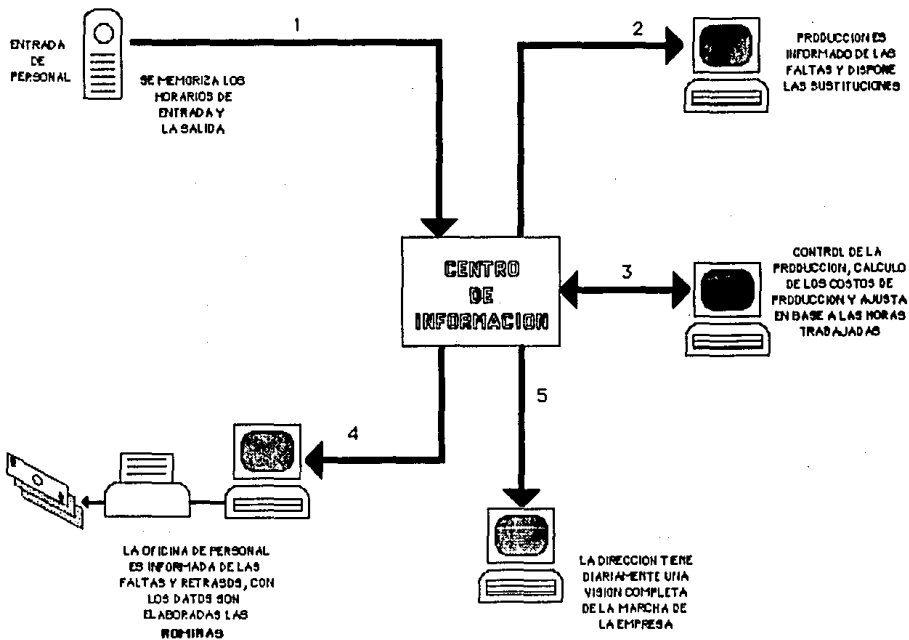 1
ENTRADA
DE
PERSONAL
SE MEMORIZA LOS
HORARIOS DE
ENTRADA Y
LA SALIDA
2
PRODUCCION ES
INFORMADO DE LAS
FALTAS Y DISPONE
LAS SUSTITUCIONES
CENTRO
DE
INFORMACION
3
CONTROL DE LA
PRODUCCION, CALCULO
DE LOS COSTOS DE
PRODUCCION Y AJUSTA
EN BASE A LAS HORAS
TRABAJADAS
4
LA OFICINA DE PERSONAL
ES INFORMADA DE LAS
FALTAS Y RETRASOS, CON
LOS DATOS SON
ELABORADAS LAS
NOMINAS
5
LA DIRECCION TIENE
DIARIAMENTE UNA
VISION COMPLETA
DE LA MARCHA DE
LA EMPRESA